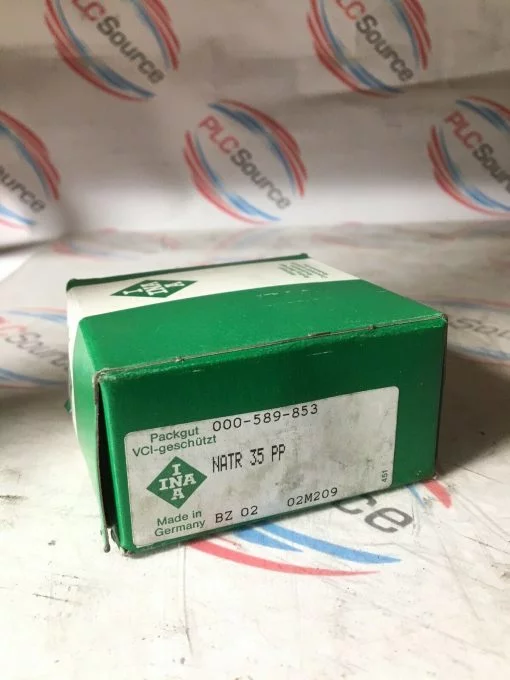 PLC Source
PLC Source
PLC Source
PLC Source
INA
000-589-853
Packgut
VCI-geschützt
NATR 35 PP
INA
Made in
Germany
BZ 02
02M209
451
Source